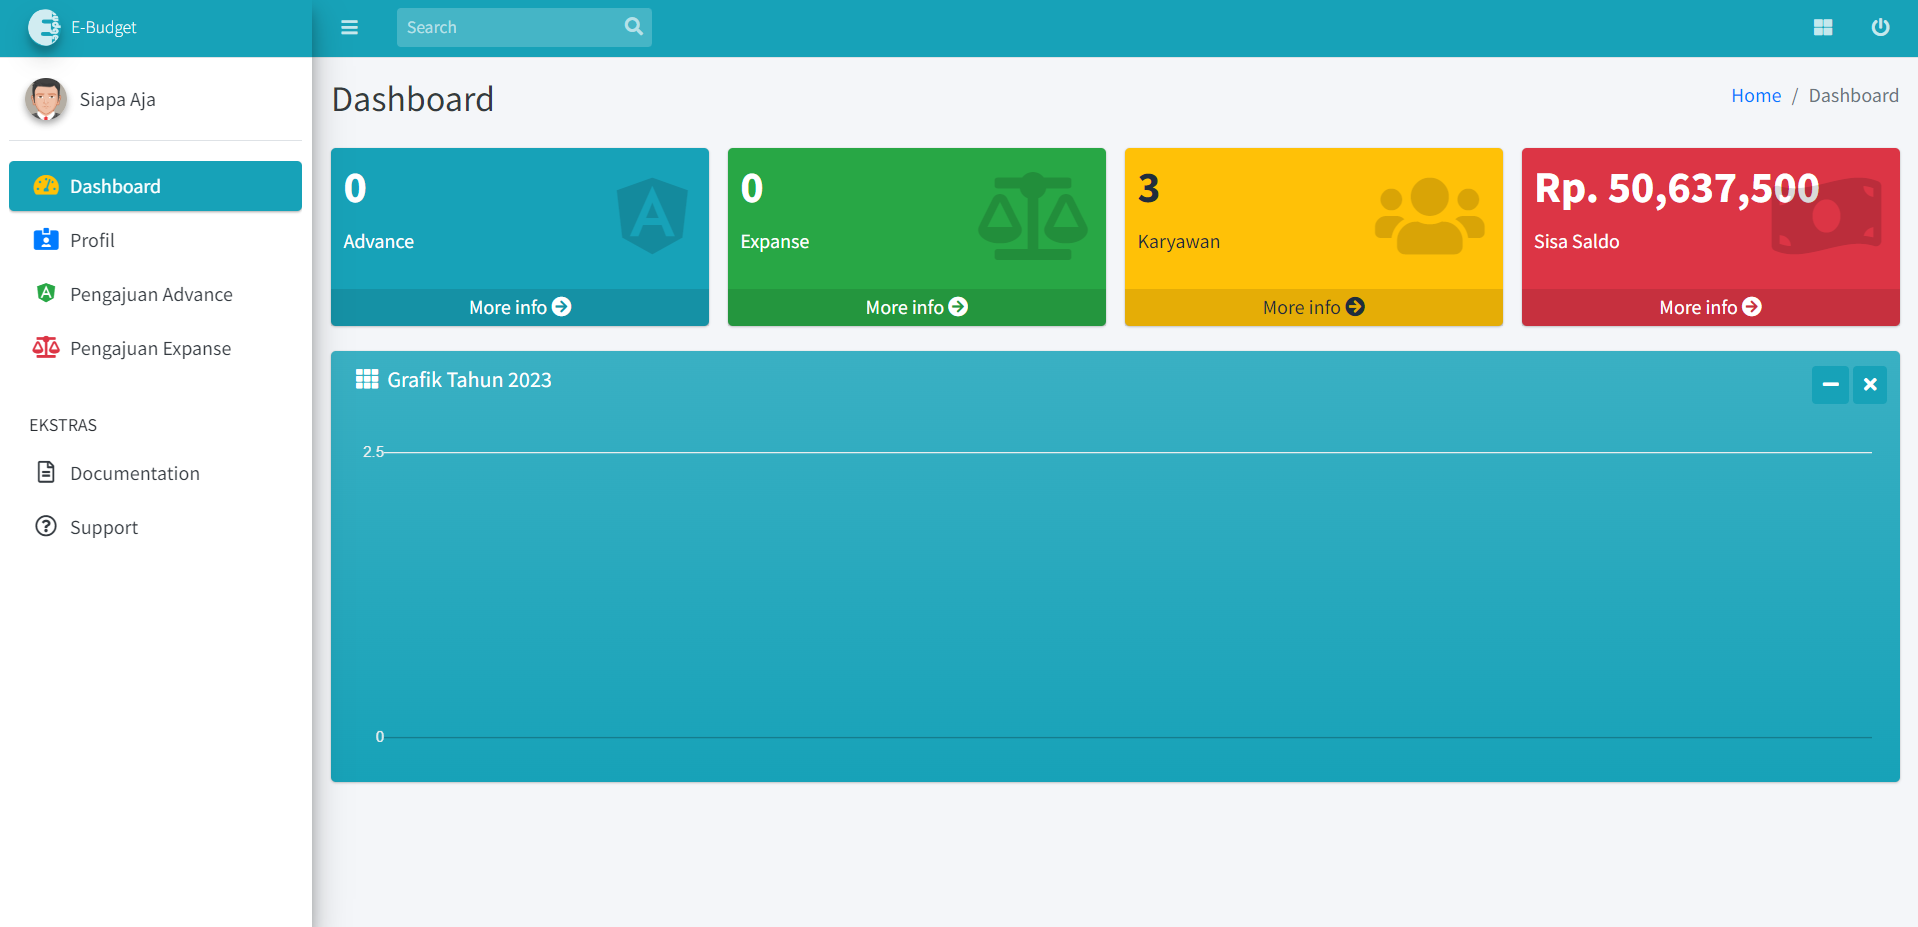 E-Budget
Search
Siapa Aja
Dashboard
Profil
Pengajuan Advance
Pengajuan Expanse
EKSTRAS
Documentation
Support
Dashboard
Home / Dashboard
0
Advance
More info
0
Expanse
More info
3
Karyawan
More info
Rp. 50,637,500
Sisa Saldo
More info
Grafik Tahun 2023
2.5
0